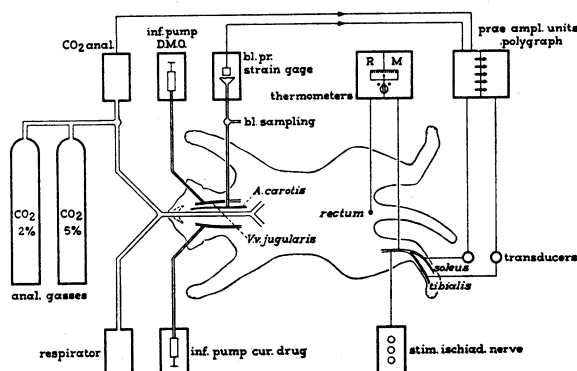 CO2 anal.
inf. pump
D.M.O.
bl. pr.
strain gage
R M
thermometers
prae ampl. units
polygraph
bl. sampling
A. carotis
V.v. jugularis
rectum
CO2
2%
CO2
5%
anal. gasses
soleus
tibialis
transducers
respirator
inf. pump cur. drug
stim. ischiad. nerve